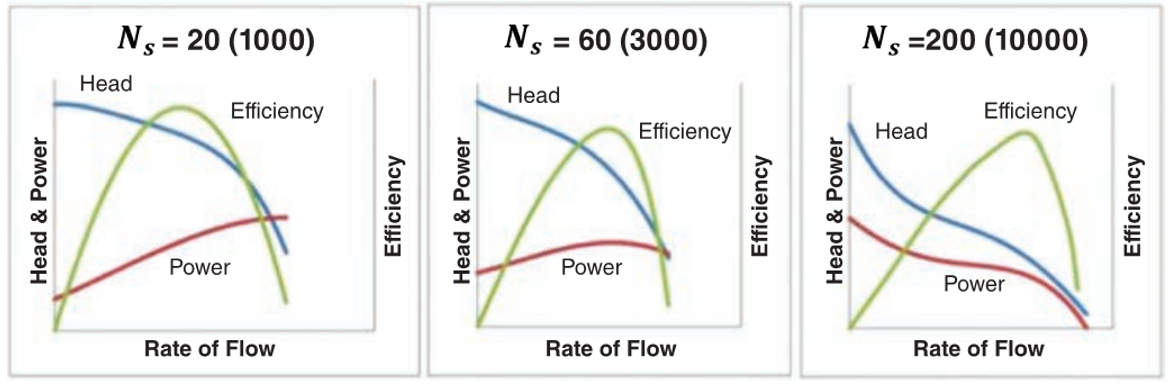 Ns = 20 (1000)
Head
Efficiency
Power
Head & Power
Efficiency
Rate of Flow
Ns = 60 (3000)
Head
Efficiency
Power
Head & Power
Efficiency
Rate of Flow
Ns =200 (10000)
Efficiency
Head
Power
Head & Power
Efficiency
Rate of Flow